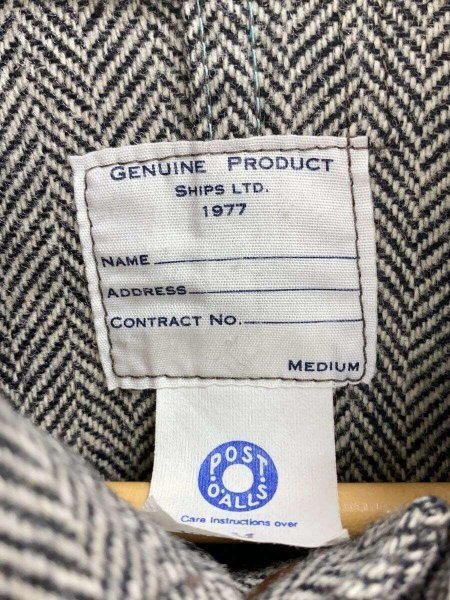 GENUINE PRODUCT
SHIPS LTD.
1977
NAME
ADDRESS
CONTRACT NO.
MEDIUM
POST
O'ALLS
Care instructions over